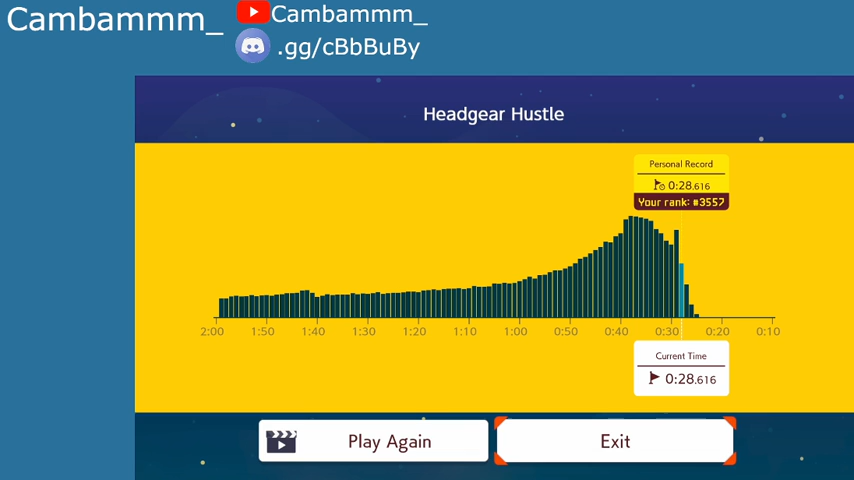 Cambammm_
Cambammm_
.gg/cBbBuBy
Headgear Hustle
Personal Record
0:28.616
Your rank: #3557
2:00 1:50 1:40 1:30 1:20 1:10 1:00 0:50 0:40 0:30 0:20 0:10
Current Time
0:28.616
Play Again
Exit